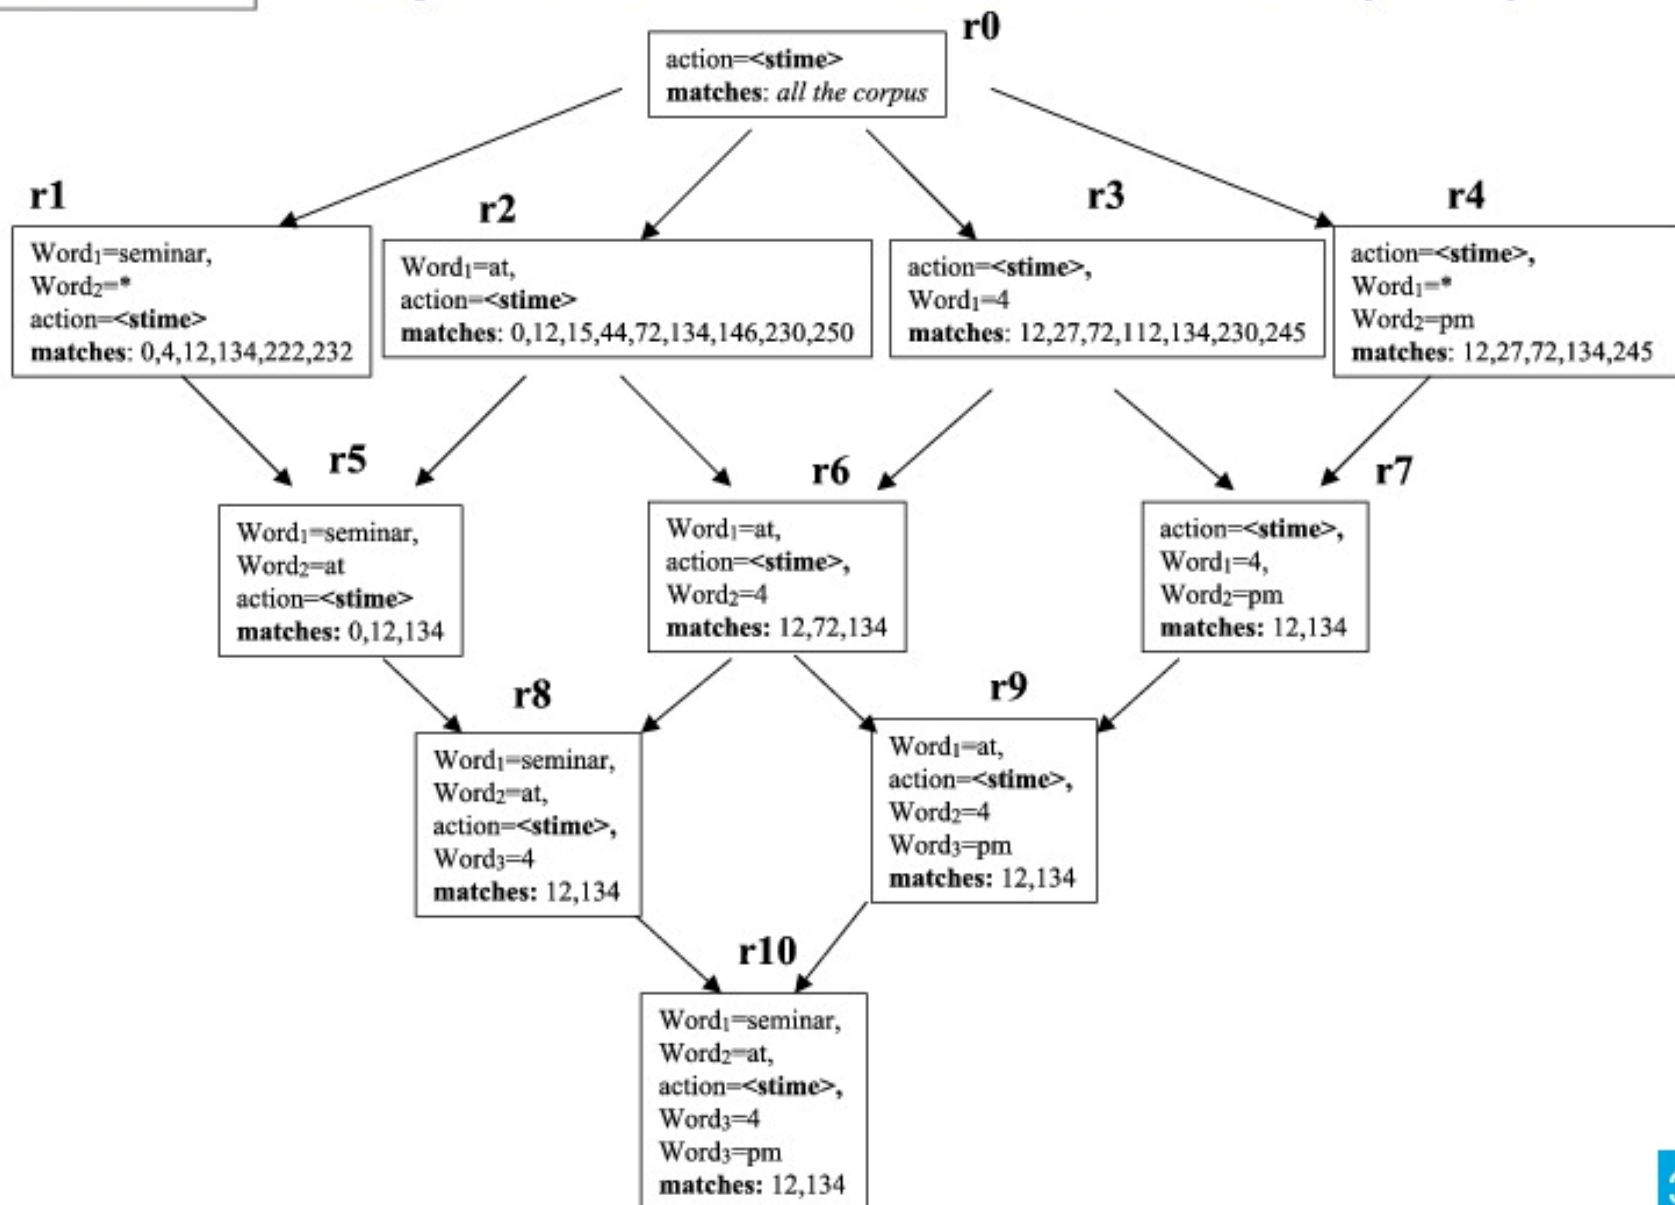 r0
action=<stime>
matches: all the corpus
r1
Word1=seminar,
Word2=*
action=<stime>
matches: 0,4,12,134,222,232
r2
Word1=at,
action=<stime>
matches: 0,12,15,44,72,134,146,230,250
r3
action=<stime>,
Word1=4
matches: 12,27,72,112,134,230,245
r4
action=<stime>,
Word1=*
Word2=pm
matches: 12,27,72,134,245
r5
Word1=seminar,
Word2=at
action=<stime>
matches: 0,12,134
r6
Word1=at,
action=<stime>,
Word2=4
matches: 12,72,134
r7
action=<stime>,
Word1=4,
Word2=pm
matches: 12,134
r8
Word1=seminar,
Word2=at,
action=<stime>,
Word3=4
matches: 12,134
r9
Word1=at,
action=<stime>,
Word2=4
Word3=pm
matches: 12,134
r10
Word1=seminar,
Word2=at,
action=<stime>,
Word3=4
Word3=pm
matches: 12,134